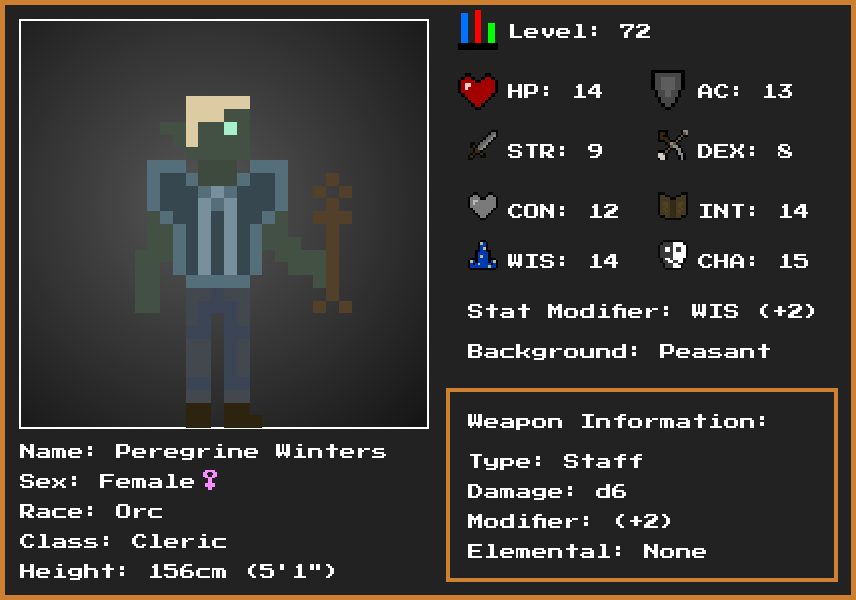 Level: 72
HP: 14 AC: 13
STR: 9 DEX: 8
CON: 12 INT: 14
WIS: 14 CHA: 15
Stat Modifier: WIS (+2)
Background: Peasant
Weapon Information:
Type: Staff
Damage: d6
Modifier: (+2)
Elemental: None
Name: Peregrine Winters
Sex: Female♀
Race: Orc
Class: Cleric
Height: 156cm (5'1")